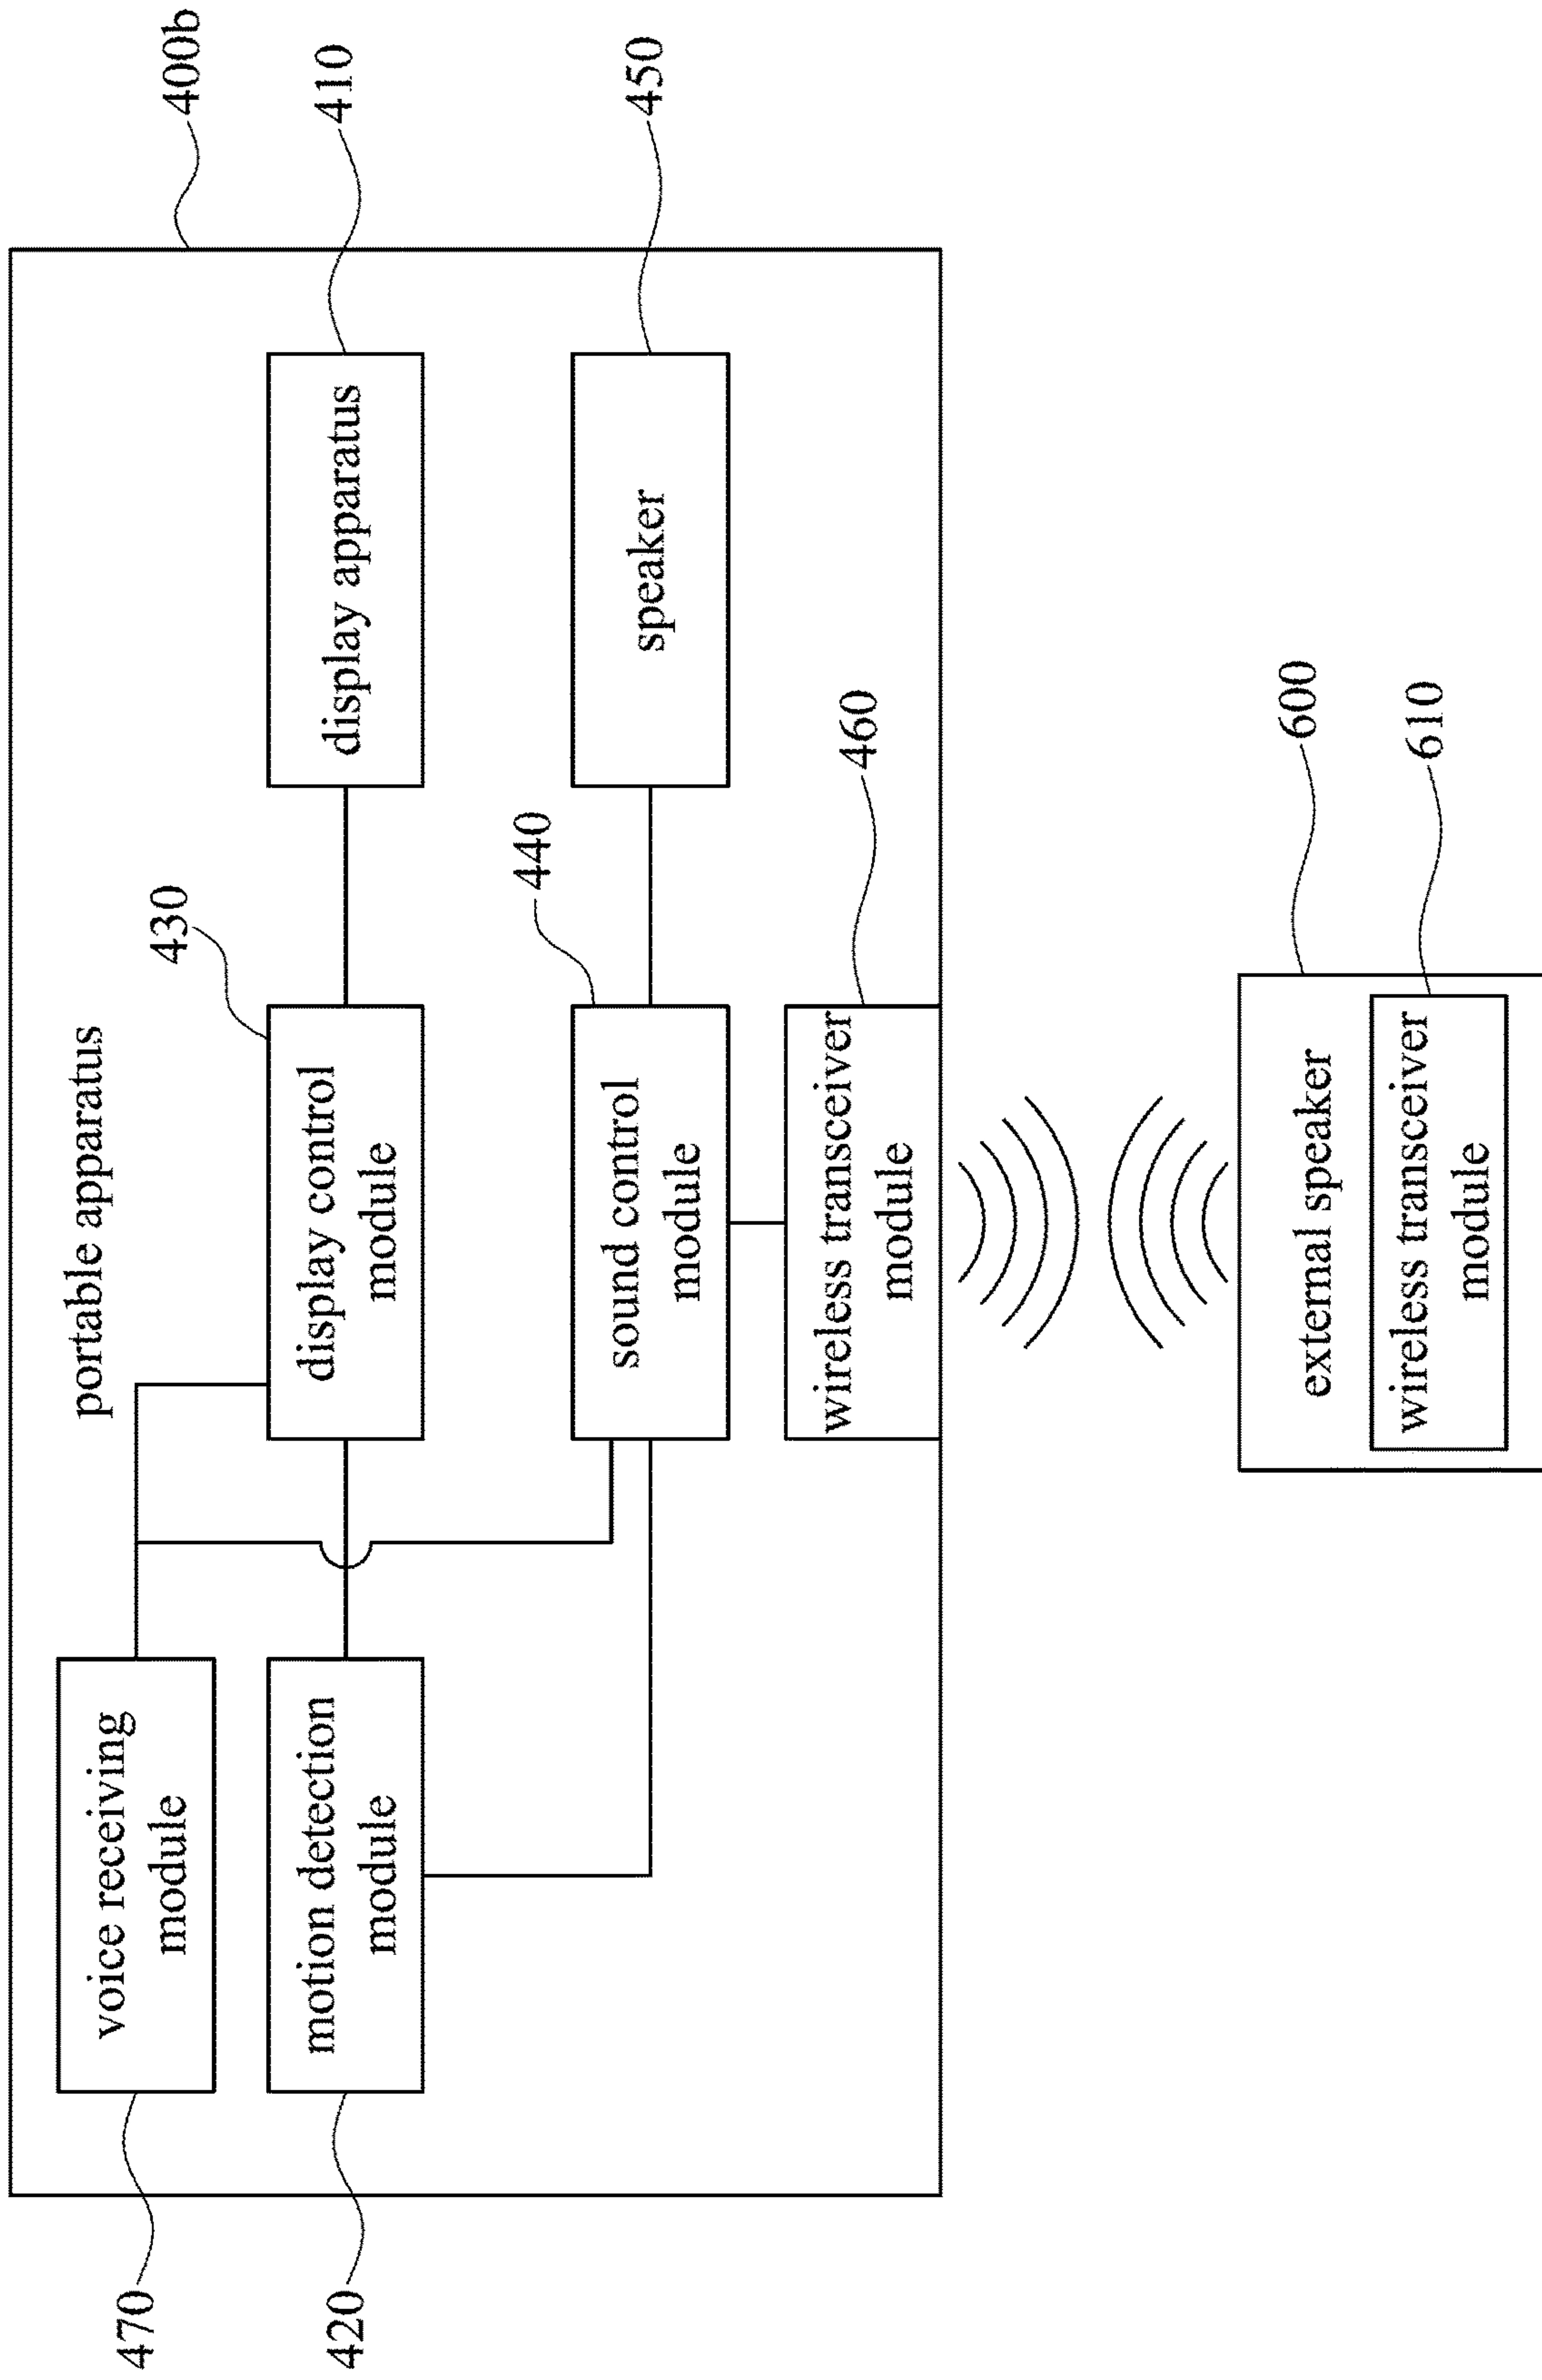 portable apparatus
400b
voice receiving
module
470
430
motion detection
module
420
display control
module
display apparatus
410
440
sound control
module
speaker
450
wireless transceiver
module
460
external speaker
600
wireless transceiver
module
610